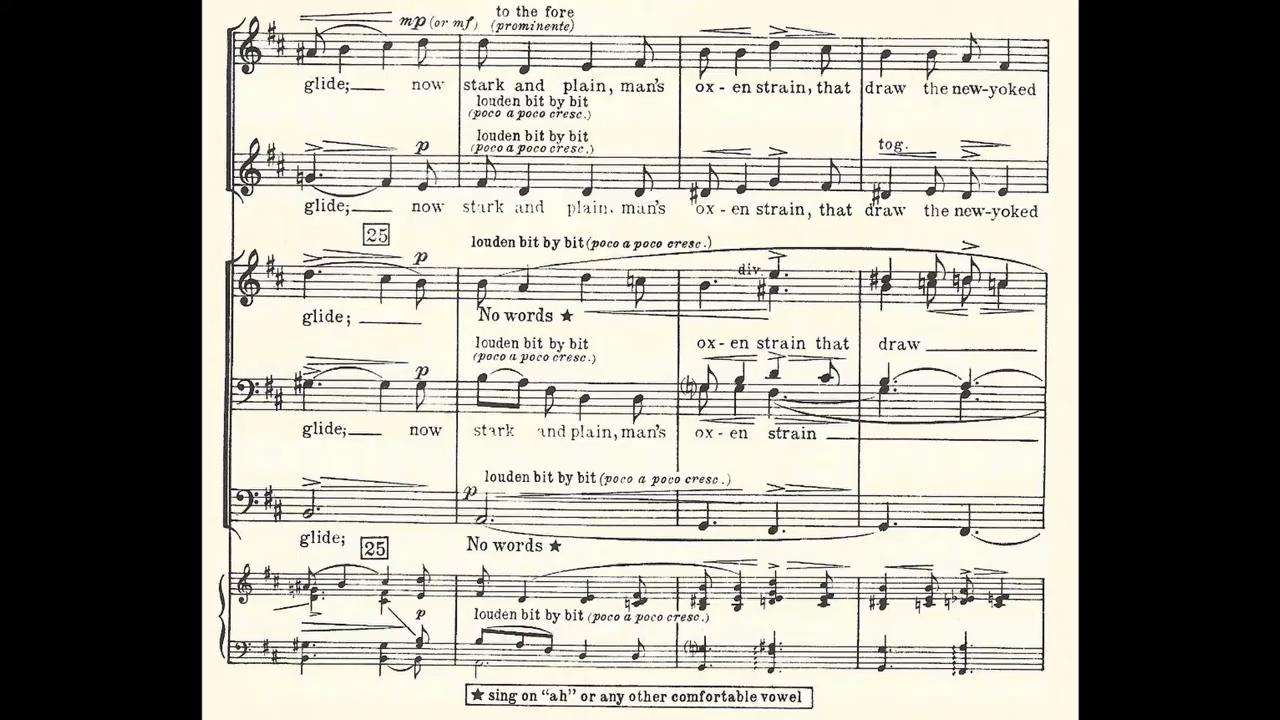 to the fore
mp (or mf) (prominente)
glide; now stark and plain, man's ox - en strain, that draw the new-yoked
louden bit by bit
(poco a poco cresc.)
louden bit by bit
p (poco a poco cresc.)
tog.
glide; now stark and plain. man's ox - en strain, that draw the new-yoked
25
louden bit by bit (poco a poco cresc.)
p
div.
glide; No words ★
louden bit by bit
(poco a poco cresc.)
ox - en strain that draw
p
glide; now stark and plain, man's ox - en strain
louden bit by bit (poco a poco cresc.)
p
glide; No words ★
25
p louden bit by bit (poco a poco cresc.)
★ sing on "ah" or any other comfortable vowel